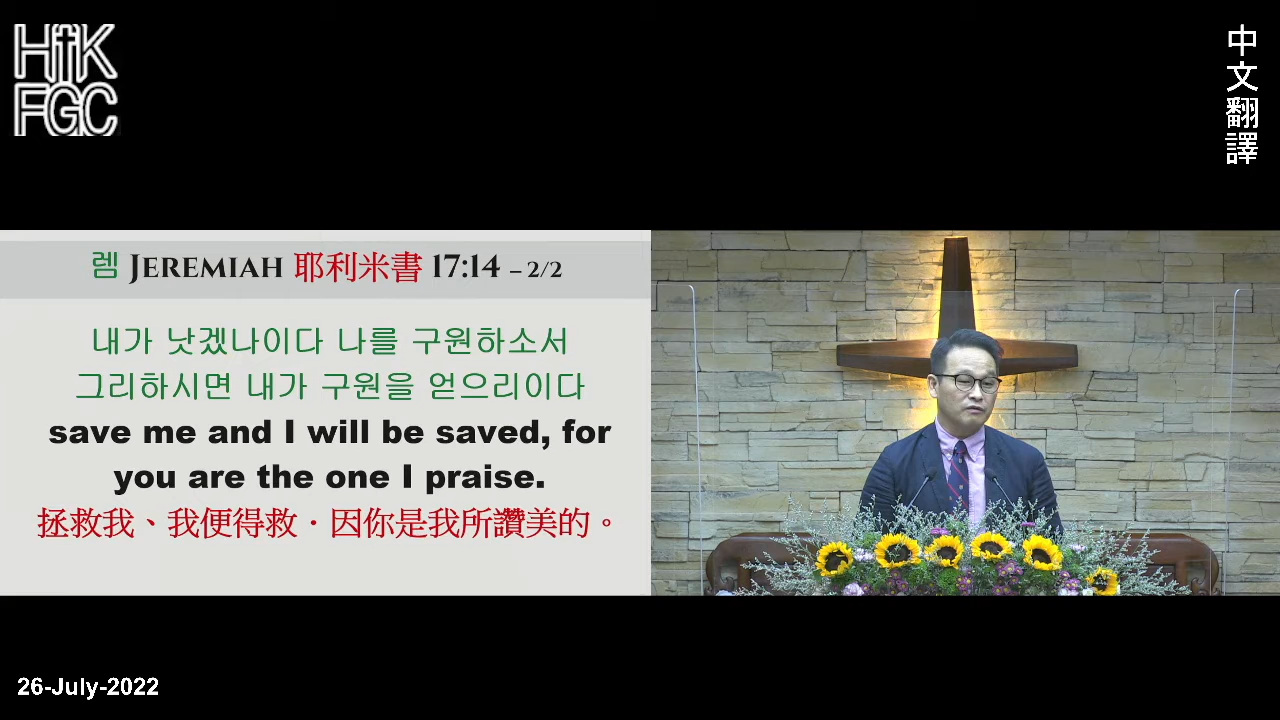 HK
FGC
中文翻譯
렘 JEREMIAH 耶利米書 17:14 – 2/2
내가 낫겠나이다 나를 구원하소서
그리하시면 내가 구원을 얻으리이다
save me and I will be saved, for
you are the one I praise.
拯救我、我便得救．因你是我所讚美的。
26-July-2022